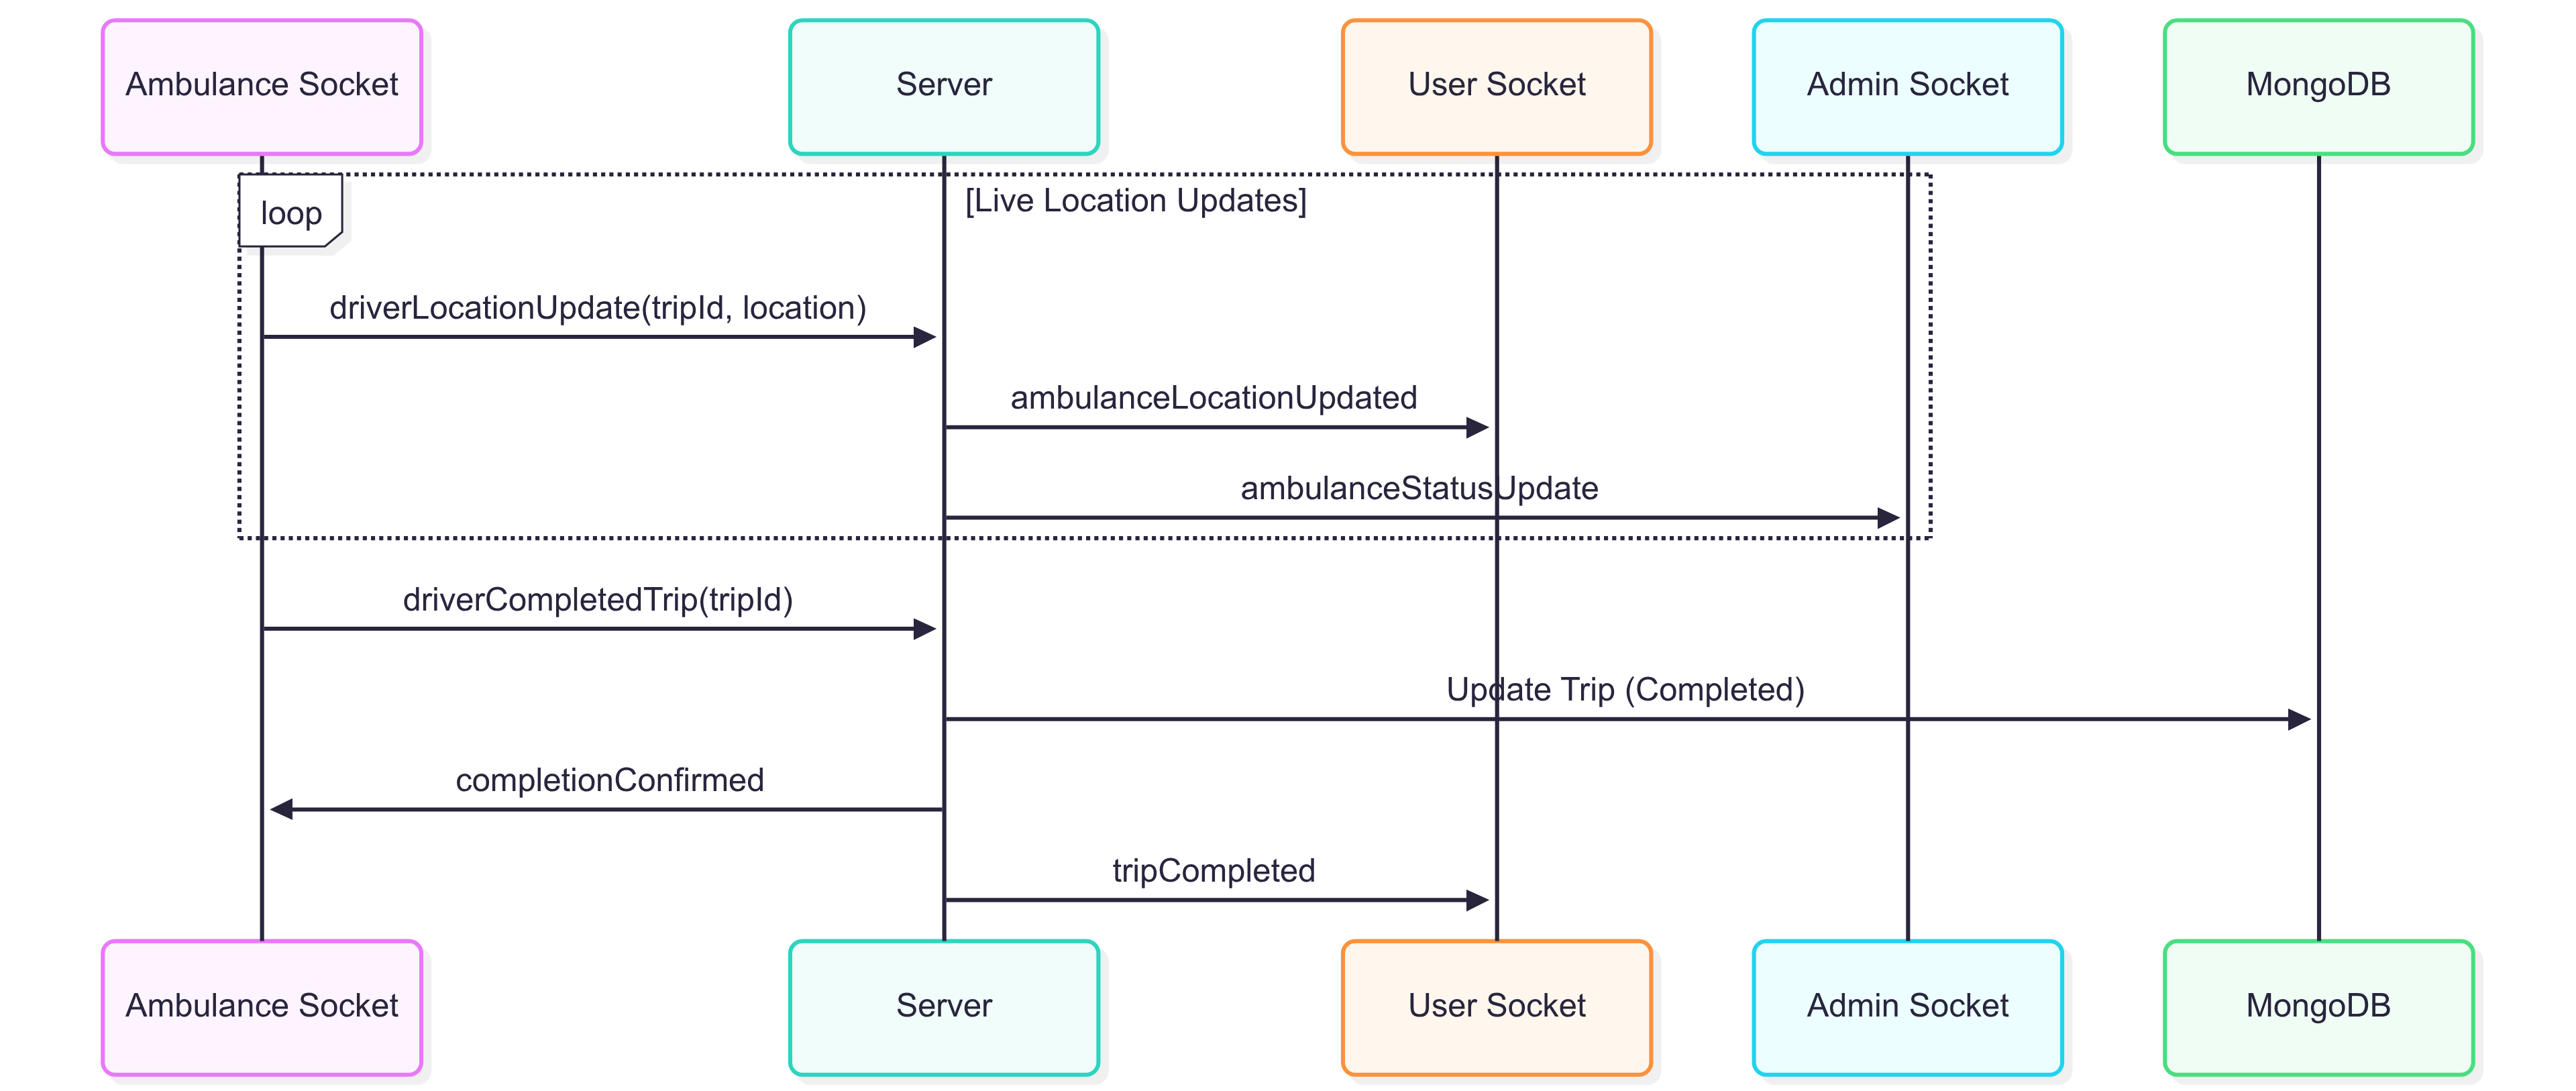 Ambulance Socket
Server
User Socket
Admin Socket
MongoDB
loop
[Live Location Updates]
driverLocationUpdate(tripId, location)
ambulanceLocationUpdated
ambulanceStatusUpdate
driverCompletedTrip(tripId)
Update Trip (Completed)
completionConfirmed
tripCompleted
Ambulance Socket
Server
User Socket
Admin Socket
MongoDB